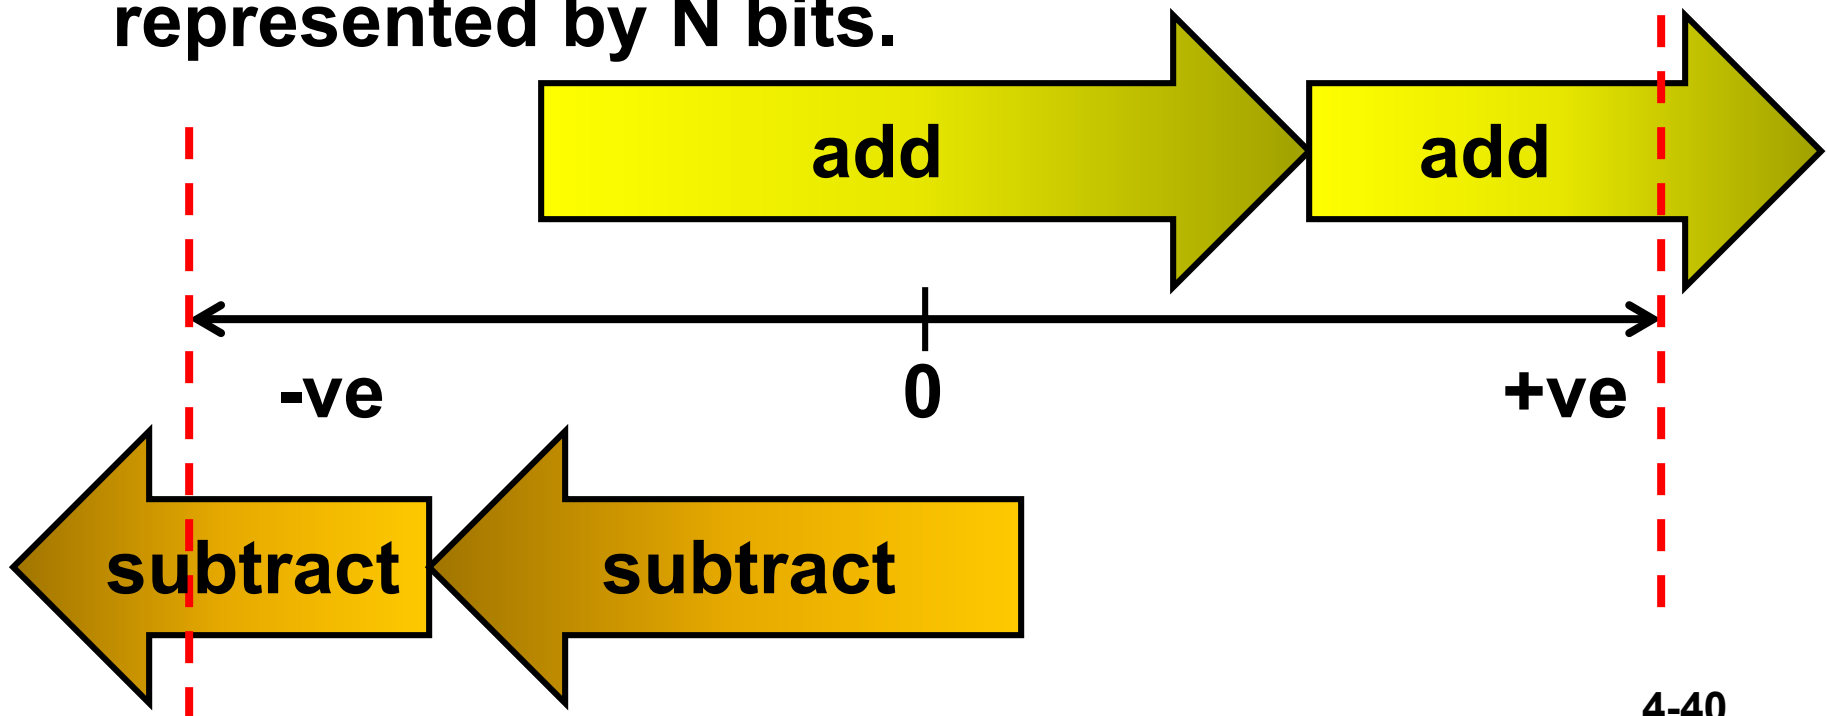 represented by N bits.
add add
-ve 0 +ve
subtract subtract
4-40